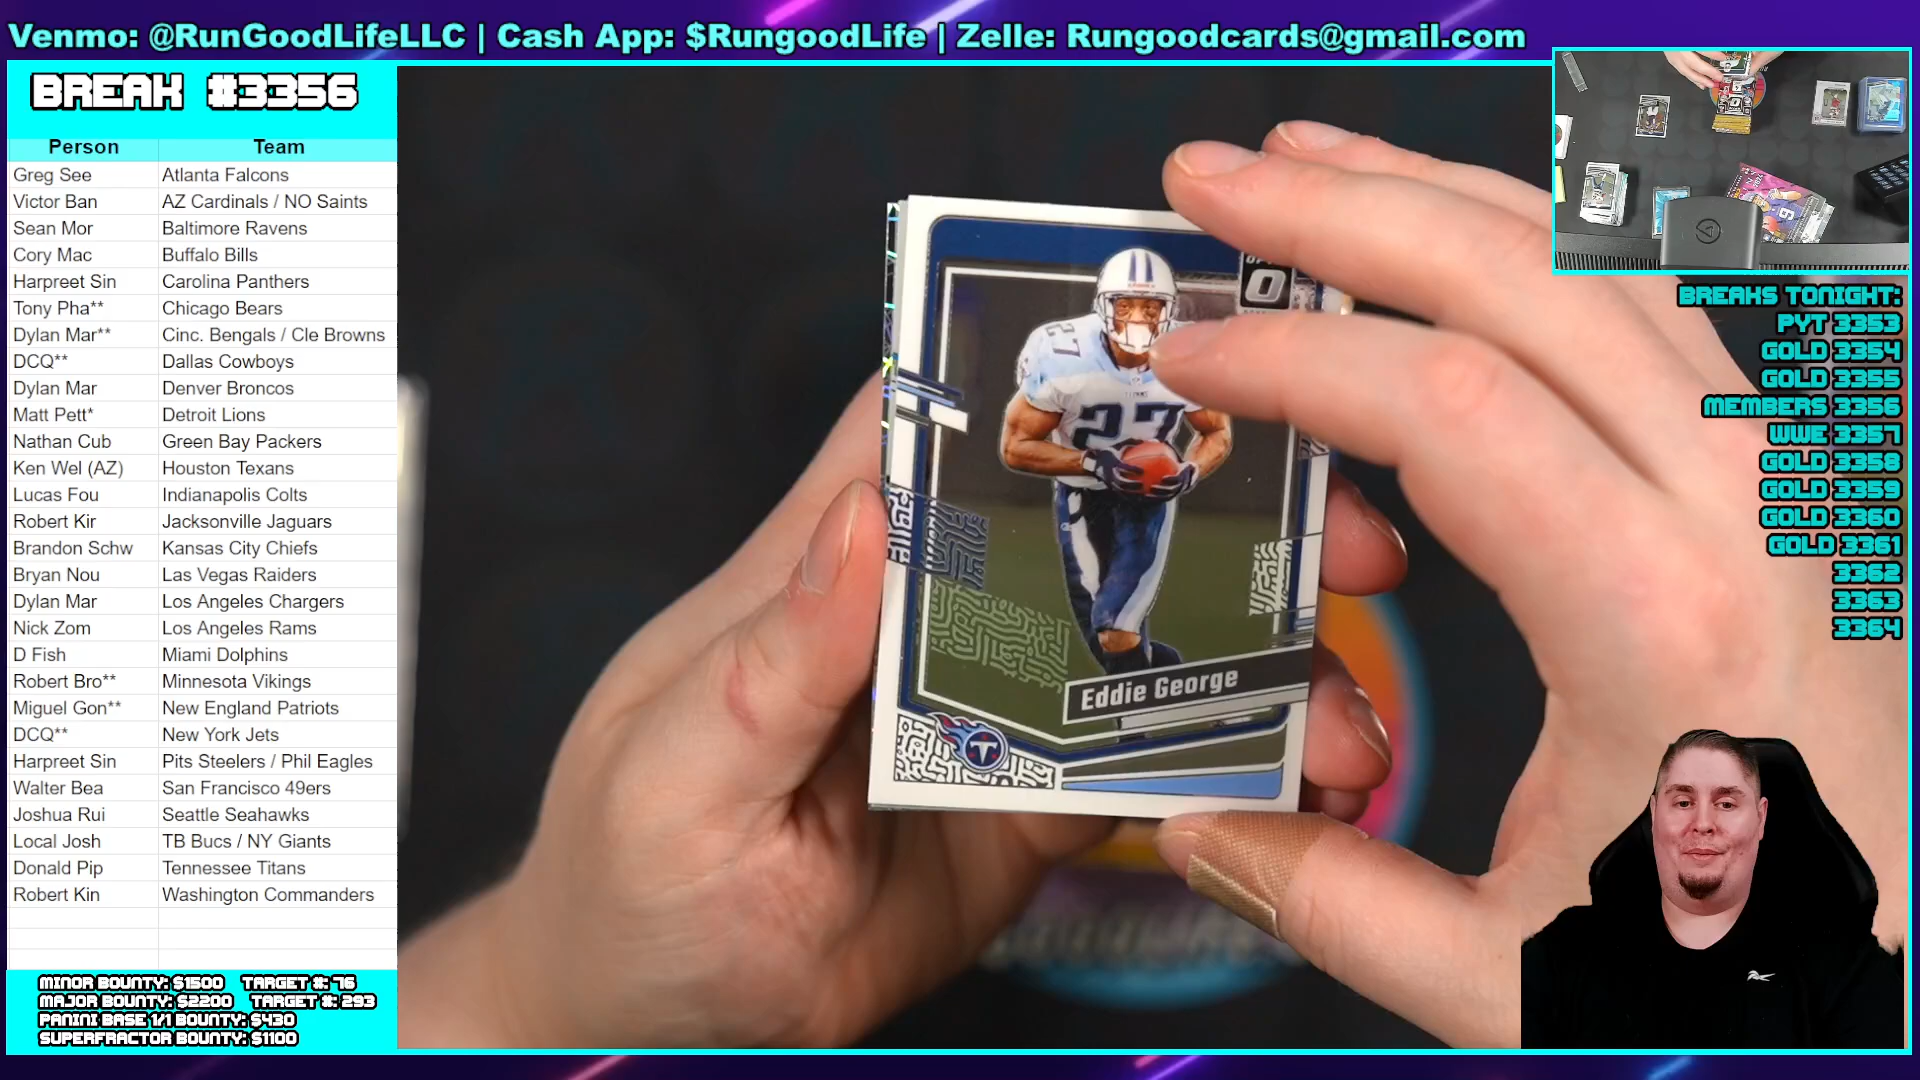 Venmo: @RunGoodLifeLLC | Cash App: $RungoodLife | Zelle: Rungoodcards@gmail.com
BREAK #3356
Person Team
Greg See Atlanta Falcons
Victor Ban AZ Cardinals / NO Saints
Sean Mor Baltimore Ravens
Cory Mac Buffalo Bills
Harpreet Sin Carolina Panthers
Tony Pha** Chicago Bears
Dylan Mar** Cinc. Bengals / Cle Browns
DCQ** Dallas Cowboys
Dylan Mar Denver Broncos
Matt Pett* Detroit Lions
Nathan Cub Green Bay Packers
Ken Wel (AZ) Houston Texans
Lucas Fou Indianapolis Colts
Robert Kir Jacksonville Jaguars
Brandon Schw Kansas City Chiefs
Bryan Nou Las Vegas Raiders
Dylan Mar Los Angeles Chargers
Nick Zom Los Angeles Rams
D Fish Miami Dolphins
Robert Bro** Minnesota Vikings
Miguel Gon** New England Patriots
DCQ** New York Jets
Harpreet Sin Pits Steelers / Phil Eagles
Walter Bea San Francisco 49ers
Joshua Rui Seattle Seahawks
Local Josh TB Bucs / NY Giants
Donald Pip Tennessee Titans
Robert Kin Washington Commanders
MINOR BOUNTY: $1500 TARGET #: 76
MAJOR BOUNTY: $2200 TARGET #: 293
PANINI BASE 1/1 BOUNTY: $430
SUPERFRACTOR BOUNTY: $1100
27
27
O
Eddie George
T
BREAKS TONIGHT:
PYT 3353
GOLD 3354
GOLD 3355
MEMBERS 3356
WWE 3357
GOLD 3358
GOLD 3359
GOLD 3360
GOLD 3361
3362
3363
3364